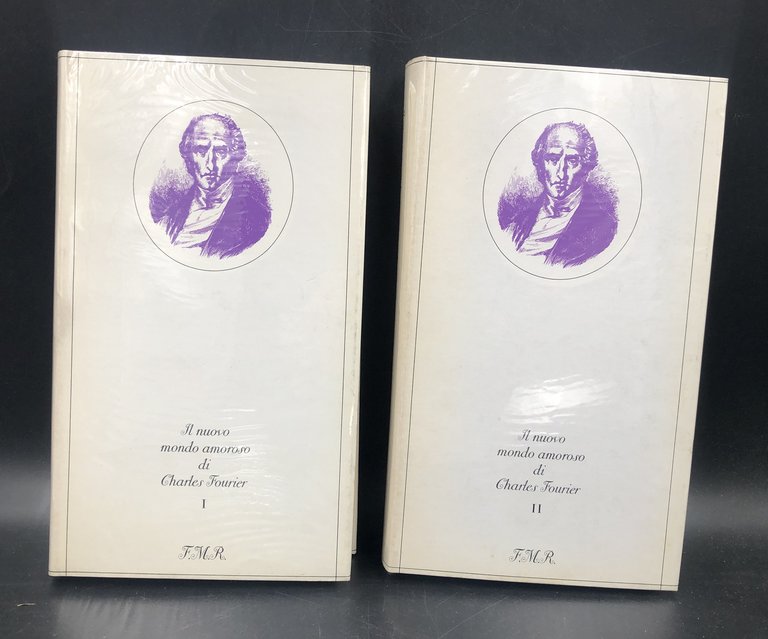 Il nuovo
mondo amoroso
di
Charles Fourier
I
F.M.R.
Il nuovo
mondo amoroso
di
Charles Fourier
II
F.M.R.